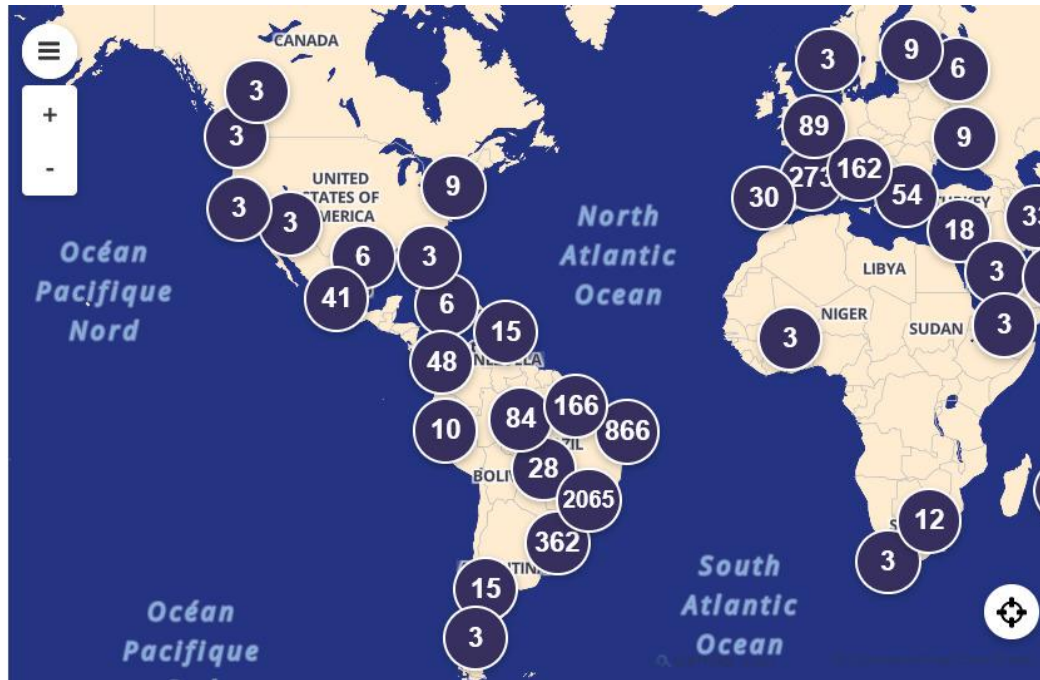 CANADA
3
9
6
3
+
3
89
9
-
UNITED
STATES OF
AMERICA
9
162
273
54
30
3
3
TURKEY
18
Océan
Pacifique
Nord
North
Atlantic
Ocean
6
3
LIBYA
3
41
6
NIGER
SUDAN
3
15
3
48
84
166
866
10
28
2065
362
12
3
15
3
South
Atlantic
Ocean
Océan
Pacifique